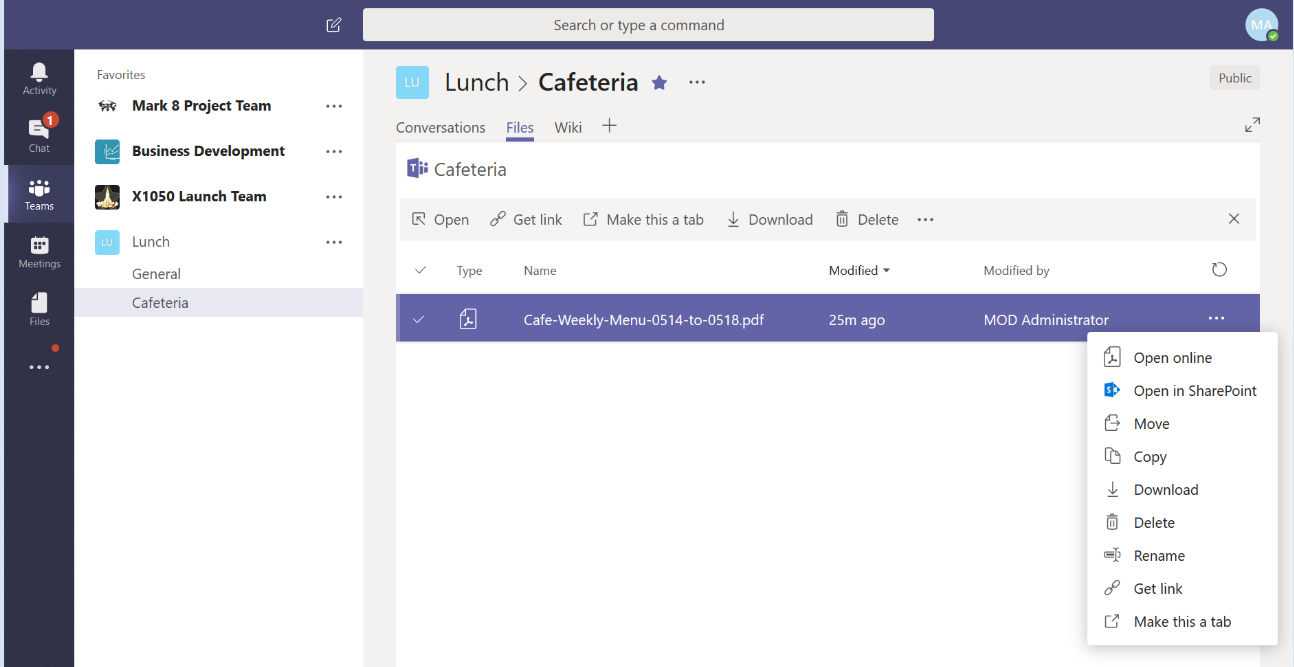 Search or type a command
MA
Activity
1
Chat
Teams
Meetings
Files
Favorites
Mark 8 Project Team
Business Development
X1050 Launch Team
LU Lunch
General
Cafeteria
LU Lunch > Cafeteria
Public
Conversations Files Wiki
Cafeteria
Open Get link Make this a tab Download Delete
Type Name Modified Modified by
Cafe-Weekly-Menu-0514-to-0518.pdf 25m ago MOD Administrator
Open online
Open in SharePoint
Move
Copy
Download
Delete
Rename
Get link
Make this a tab